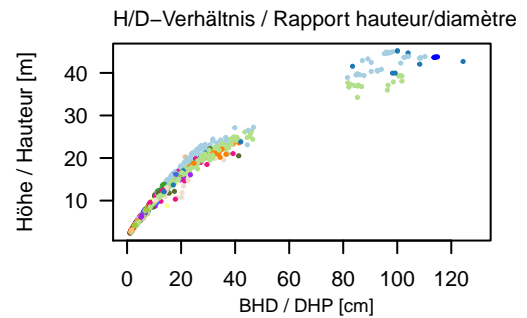 H/D−Verhältnis / Rapport hauteur/diamètre
Höhe / Hauteur [m]
40
30
20
10
0 20 40 60 80 100 120
BHD / DHP [cm]